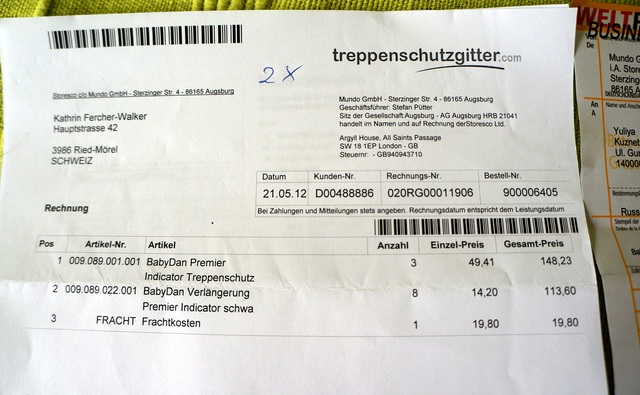 treppenschutzgitter.com
2 X
Storesco c/o Mundo GmbH - Sterzinger Str. 4 - 86165 Augsburg
Kathrin Fercher-Walker
Hauptstrasse 42
3986 Ried-Mörel
SCHWEIZ
Mundo GmbH - Sterzinger Str. 4 - 86165 Augsburg
Geschäftsführer: Stefan Pütter
Sitz der Gesellschaft Augsburg - AG Augsburg HRB 21041
handelt im Namen und auf Rechnung derStoresco Ltd.
Argyll House, All Saints Passage
SW 18 1EP London - GB
Steuernr. - GB940943710
Datum Kunden-Nr. Rechnungs-Nr. Bestell-Nr.
21.05.12 D00488886 020RG00011906 900006405
Rechnung
Bei Zahlungen und Mitteilungen stets angeben. Rechnungsdatum entspricht dem Leistungsdatum
Pos Artikel-Nr. Artikel Anzahl Einzel-Preis Gesamt-Preis
1 009.089.001.001 BabyDan Premier 3 49,41 148,23
Indicator Treppenschutz
2 009.089.022.001 BabyDan Verlängerung 8 14,20 113,60
Premier Indicator schwa
3 FRACHT Frachtkosten 1 19,80 19,80
WELT
BUSIN
De
Mundo G
i.A. Store
Sterzing
86165 A
An
A
Yuliya
Kuznet
Ul. Gu
14000
Russ